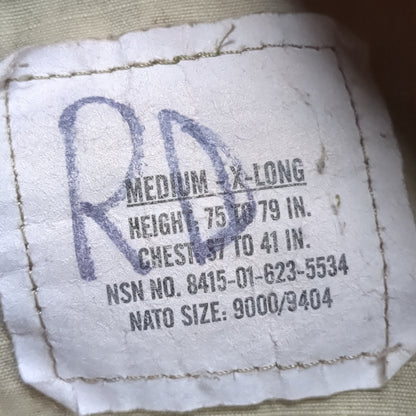 RD
MEDIUM - X-LONG
HEIGHT: 75 TO 79 IN.
CHEST: 37 TO 41 IN.
NSN NO. 8415-01-623-5534
NATO SIZE: 9000/9404